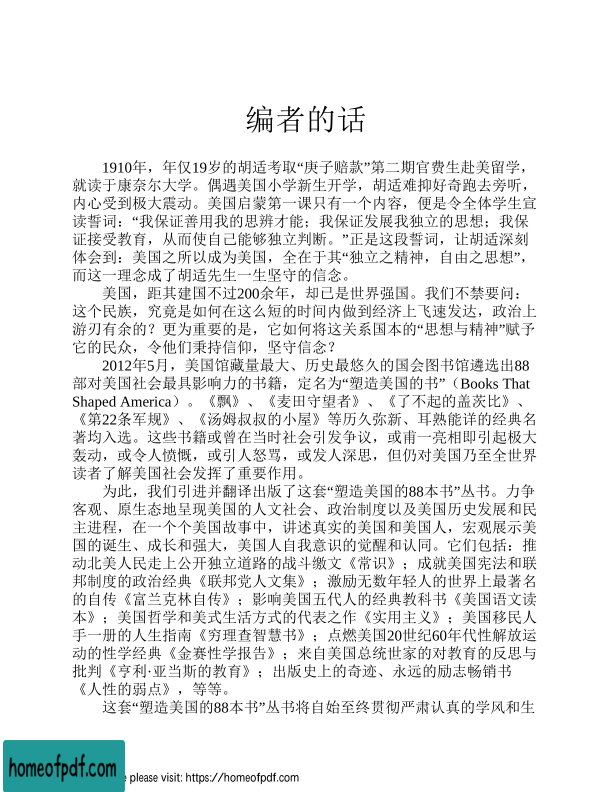 编者的话
1910年，年仅19岁的胡适考取“庚子赔款”第二期官费生赴美留学，
就读于康奈尔大学。偶遇美国小学新生开学，胡适难抑好奇跑去旁听，
内心受到极大震动。美国启蒙第一课只有一个内容，便是令全体学生宣
读誓词：“我保证善用我的思辨才能；我保证发展我独立的思想；我保
证接受教育，从而使自己能够独立判断。”正是这段誓词，让胡适深刻
体会到：美国之所以成为美国，全在于其“独立之精神，自由之思想”，
而这一理念成了胡适先生一生坚守的信念。
美国，距其建国不过200余年，却已是世界强国。我们不禁要问：
这个民族，究竟是如何在这么短的时间内做到经济上飞速发达，政治上
游刃有余的？更为重要的是，它如何将这关系国本的“思想与精神”赋予
它的民众，令他们秉持信仰，坚守信念？
2012年5月，美国馆藏量最大、历史最悠久的国会图书馆遴选出88
部对美国社会最具影响力的书籍，定名为“塑造美国的书”（Books That
Shaped America）。《飘》、《麦田守望者》、《了不起的盖茨比》、
《第22条军规》、《汤姆叔叔的小屋》等历久弥新、耳熟能详的经典名
著均入选。这些书籍或曾在当时社会引发争议，或甫一亮相即引起极大
轰动，或令人愤慨，或引人怒骂，或发人深思，但仍对美国乃至全世界
读者了解美国社会发挥了重要作用。
为此，我们引进并翻译出版了这套“塑造美国的88本书”丛书。力争
客观、原生态地呈现美国的人文社会、政治制度以及美国历史发展和民
主进程，在一个个美国故事中，讲述真实的美国和美国人，宏观展示美
国的诞生、成长和强大，美国人自我意识的觉醒和认同。它们包括：推
动北美人民走上公开独立道路的战斗缴文《常识》；成就美国宪法和联
邦制度的政治经典《联邦党人文集》；激励无数年轻人的世界上最著名
的自传《富兰克林自传》；影响美国五代人的经典教科书《美国语文读
本》；美国哲学和美式生活方式的代表之作《实用主义》；美国移民人
手一册的人生指南《穷理查智慧书》；点燃美国20世纪60年代性解放运
动的性学经典《金赛性学报告》；来自美国总统世家的对教育的反思与
批判《亨利·亚当斯的教育》；出版史上的奇迹、永远的励志畅销书
《人性的弱点》，等等。
这套“塑造美国的88本书”丛书将自始至终贯彻严肃认真的学风和生
homeofpdf.com
e please visit: https://homeofpdf.com